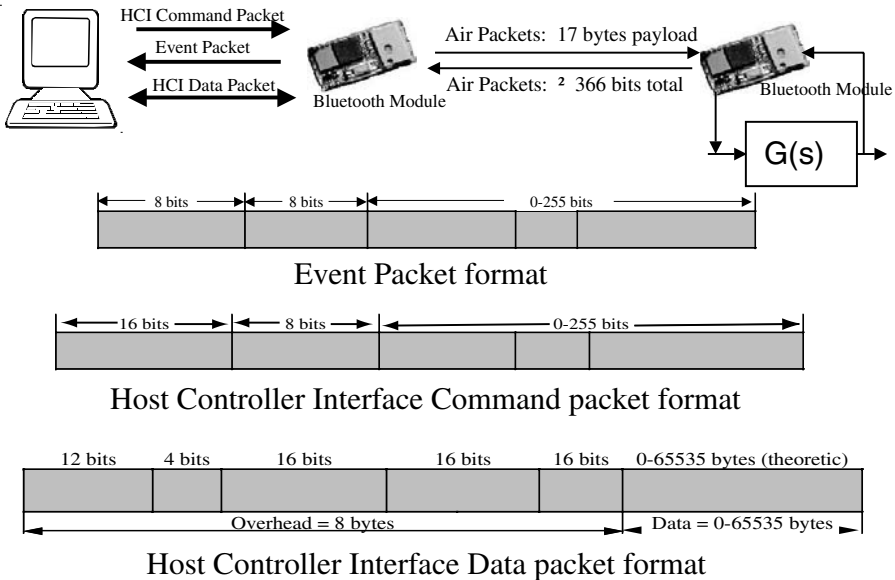 HCI Command Packet
Event Packet
HCI Data Packet
Bluetooth Module
Air Packets: 17 bytes payload
Air Packets: ² 366 bits total
Bluetooth Module
G(s)
8 bits
8 bits
0-255 bits
Event Packet format
16 bits
8 bits
0-255 bits
Host Controller Interface Command packet format
12 bits
4 bits
16 bits
16 bits
16 bits
0-65535 bytes (theoretic)
Overhead = 8 bytes
Data = 0-65535 bytes
Host Controller Interface Data packet format